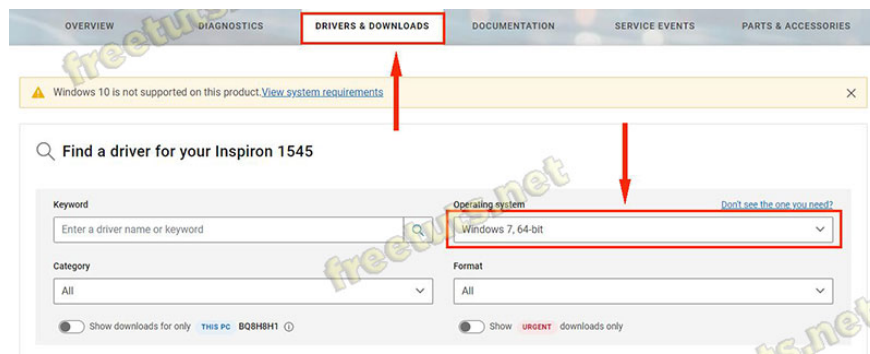 OVERVIEW DIAGNOSTICS DRIVERS & DOWNLOADS DOCUMENTATION SERVICE EVENTS PARTS & ACCESSORIES
freetuts.net
Windows 10 is not supported on this product.View system requirements
Find a driver for your Inspiron 1545
Keyword Operating system Don't see the one you need?
Enter a driver name or keyword Windows 7, 64-bit
freetuts.net
Category Format
All All
Show downloads for only THIS PC BQ8H8H1 Show URGENT downloads only
ts.net